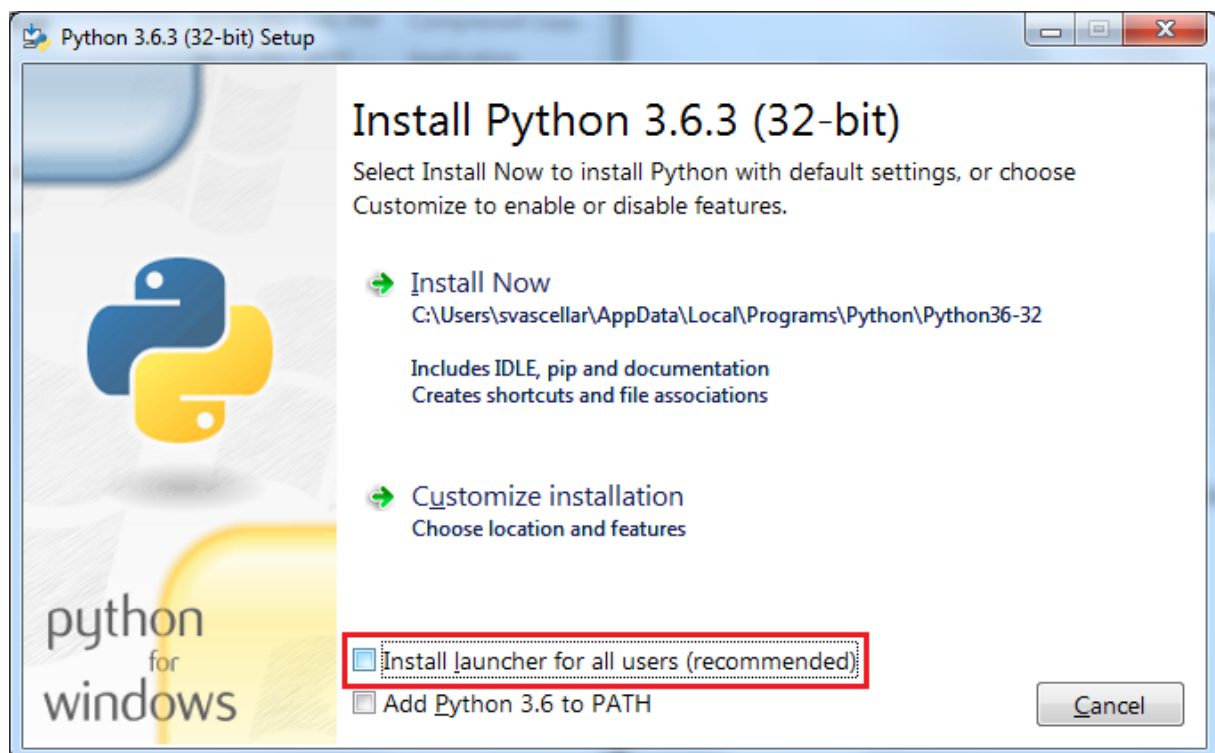 Python 3.6.3 (32-bit) Setup
Install Python 3.6.3 (32-bit)
Select Install Now to install Python with default settings, or choose
Customize to enable or disable features.
Install Now
C:\Users\svascellar\AppData\Local\Programs\Python\Python36-32
Includes IDLE, pip and documentation
Creates shortcuts and file associations
Customize installation
Choose location and features
python
for
windows
Install launcher for all users (recommended)
Add Python 3.6 to PATH
Cancel